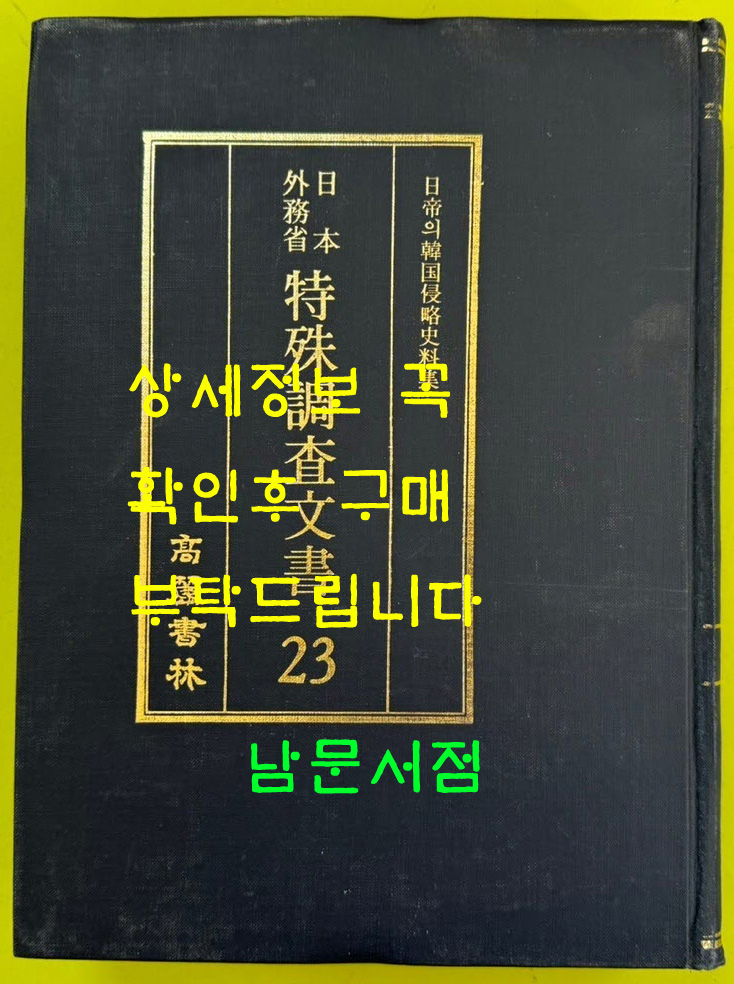 日帝의 韓国侵略史料集
日本
外務省
特殊調査文書
23
高麗書林
상세정보 꼭
확인후 구매
부탁드립니다
남문서점